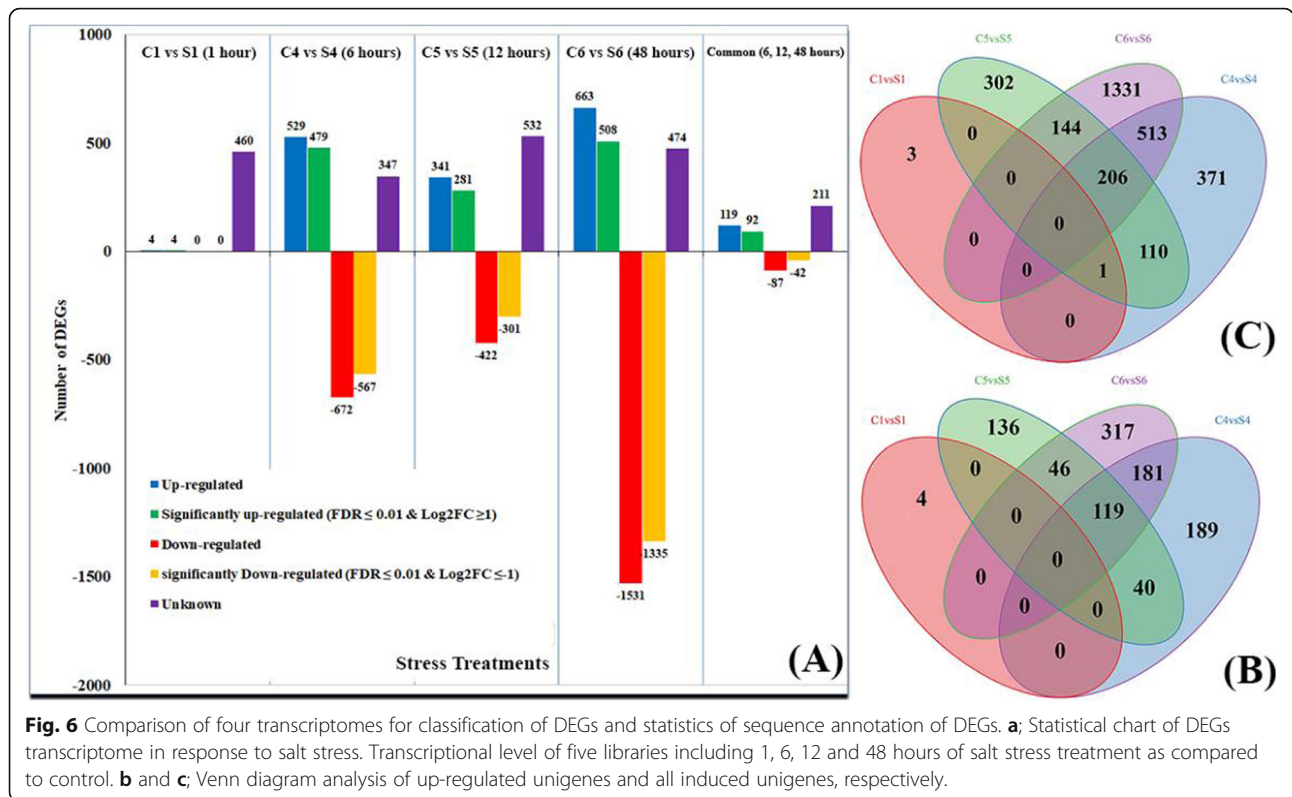 1000
500
0
-500
-1000
-1500
-2000
Number of DEGs
C1 vs S1 (1 hour)
C4 vs S4 (6 hours)
C5 vs S5 (12 hours)
C6 vs S6 (48 hours)
Common (6, 12, 48 hours)
4
4
0
0
460
529
479
-672
-567
347
341
281
-422
-301
532
663
508
-1531
-1335
474
119
92
-87
-42
211
Up-regulated
Significantly up-regulated (FDR ≤ 0.01 & Log2FC ≥1)
Down-regulated
significantly Down-regulated (FDR ≤ 0.01 & Log2FC ≤-1)
Unknown
Stress Treatments
(A)
C5vsS5
C6vsS6
C1vsS1
C4vsS4
302
1331
0
144
513
3
0
206
371
0
0
0
1
110
0
(C)
C5vsS5
C6vsS6
C1vsS1
C4vsS4
136
317
0
46
181
4
0
119
189
0
0
0
0
40
0
(B)
Fig. 6 Comparison of four transcriptomes for classification of DEGs and statistics of sequence annotation of DEGs. a; Statistical chart of DEGs
transcriptome in response to salt stress. Transcriptional level of five libraries including 1, 6, 12 and 48 hours of salt stress treatment as compared
to control. b and c; Venn diagram analysis of up-regulated unigenes and all induced unigenes, respectively.